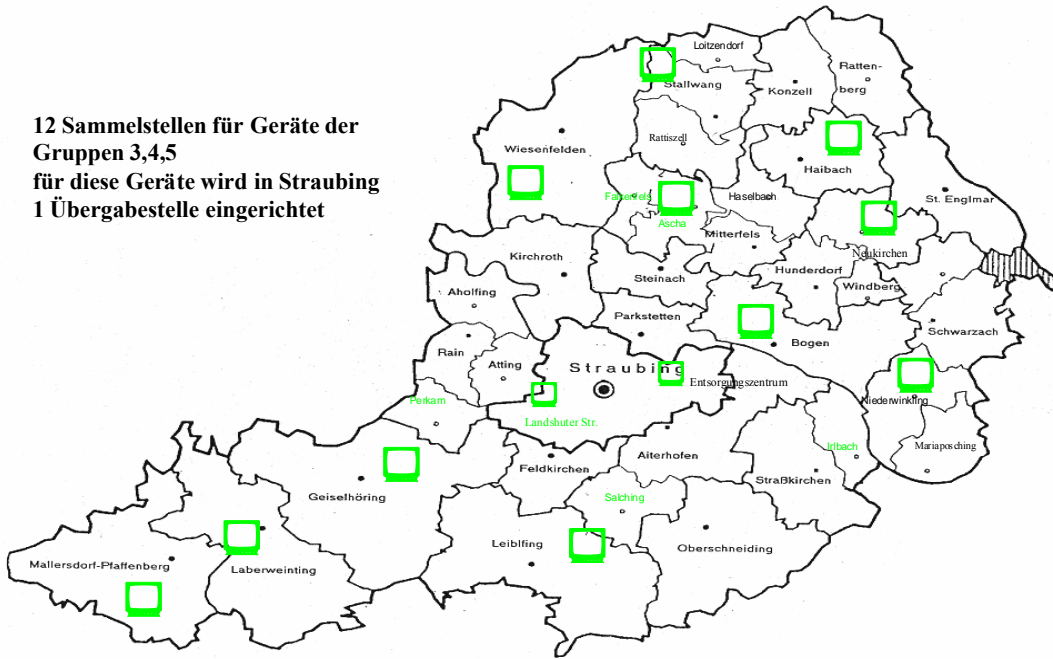 12 Sammelstellen für Geräte der
Gruppen 3,4,5
für diese Geräte wird in Straubing
1 Übergabestelle eingerichtet
Loitzendorf
Stallwang
Konzell
Ratten-
berg
Rattiszell
Wiesenfelden
Haibach
St. Englmar
Falkenfels
Haselbach
Ascha
Mitterfels
Neukirchen
Kirchroth
Steinach
Hunderdorf
Windberg
Aholfing
Parkstetten
Bogen
Schwarzach
Rain
Atting
Straubing
Entsorgungszentrum
Niederwinkling
Perkam
Landshuter Str.
Mariaposching
Irlbach
Aiterhofen
Feldkirchen
Straßkirchen
Geiselhöring
Salching
Leiblfing
Oberschneiding
Mallersdorf-Pfaffenberg
Laberweinting